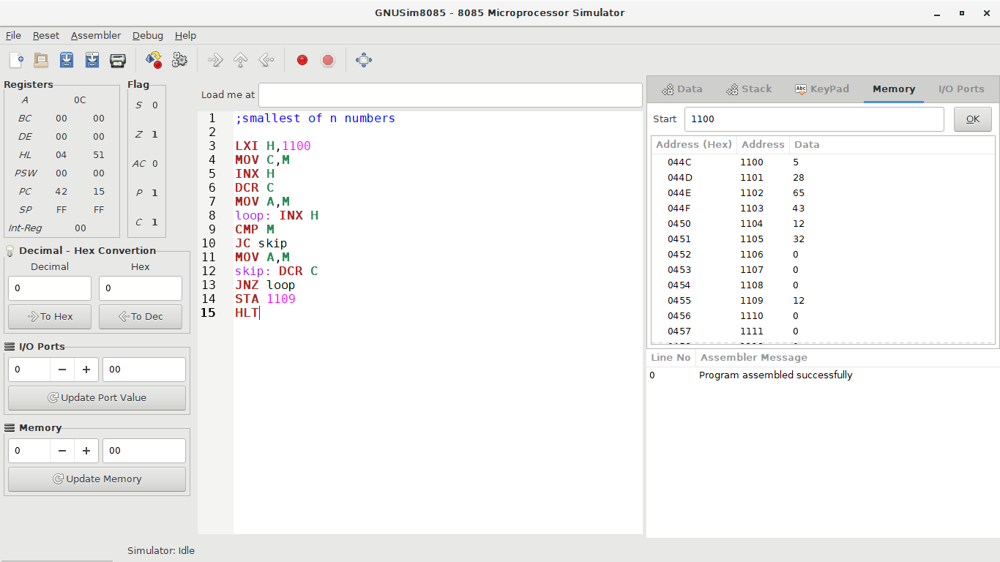 GNUSim8085 - 8085 Microprocessor Simulator
File Reset Assembler Debug Help
Registers
A 0C
BC 00 00
DE 00 00
HL 04 51
PSW 00 00
PC 42 15
SP FF FF
Int-Reg 00
Flag
S 0
Z 1
AC 0
P 1
C 1
Decimal - Hex Convertion
Decimal Hex
0 0
To Hex To Dec
I/O Ports
0 00
Update Port Value
Memory
0 00
Update Memory
Load me at
1 ;smallest of n numbers
2
3 LXI H,1100
4 MOV C,M
5 INX H
6 DCR C
7 MOV A,M
8 loop: INX H
9 CMP M
10 JC skip
11 MOV A,M
12 skip: DCR C
13 JNZ loop
14 STA 1109
15 HLT
Data Stack Abc KeyPad Memory I/O Ports
Start 1100 OK
Address (Hex) Address Data
044C 1100 5
044D 1101 28
044E 1102 65
044F 1103 43
0450 1104 12
0451 1105 32
0452 1106 0
0453 1107 0
0454 1108 0
0455 1109 12
0456 1110 0
0457 1111 0
Line No Assembler Message
0 Program assembled successfully
Simulator: Idle